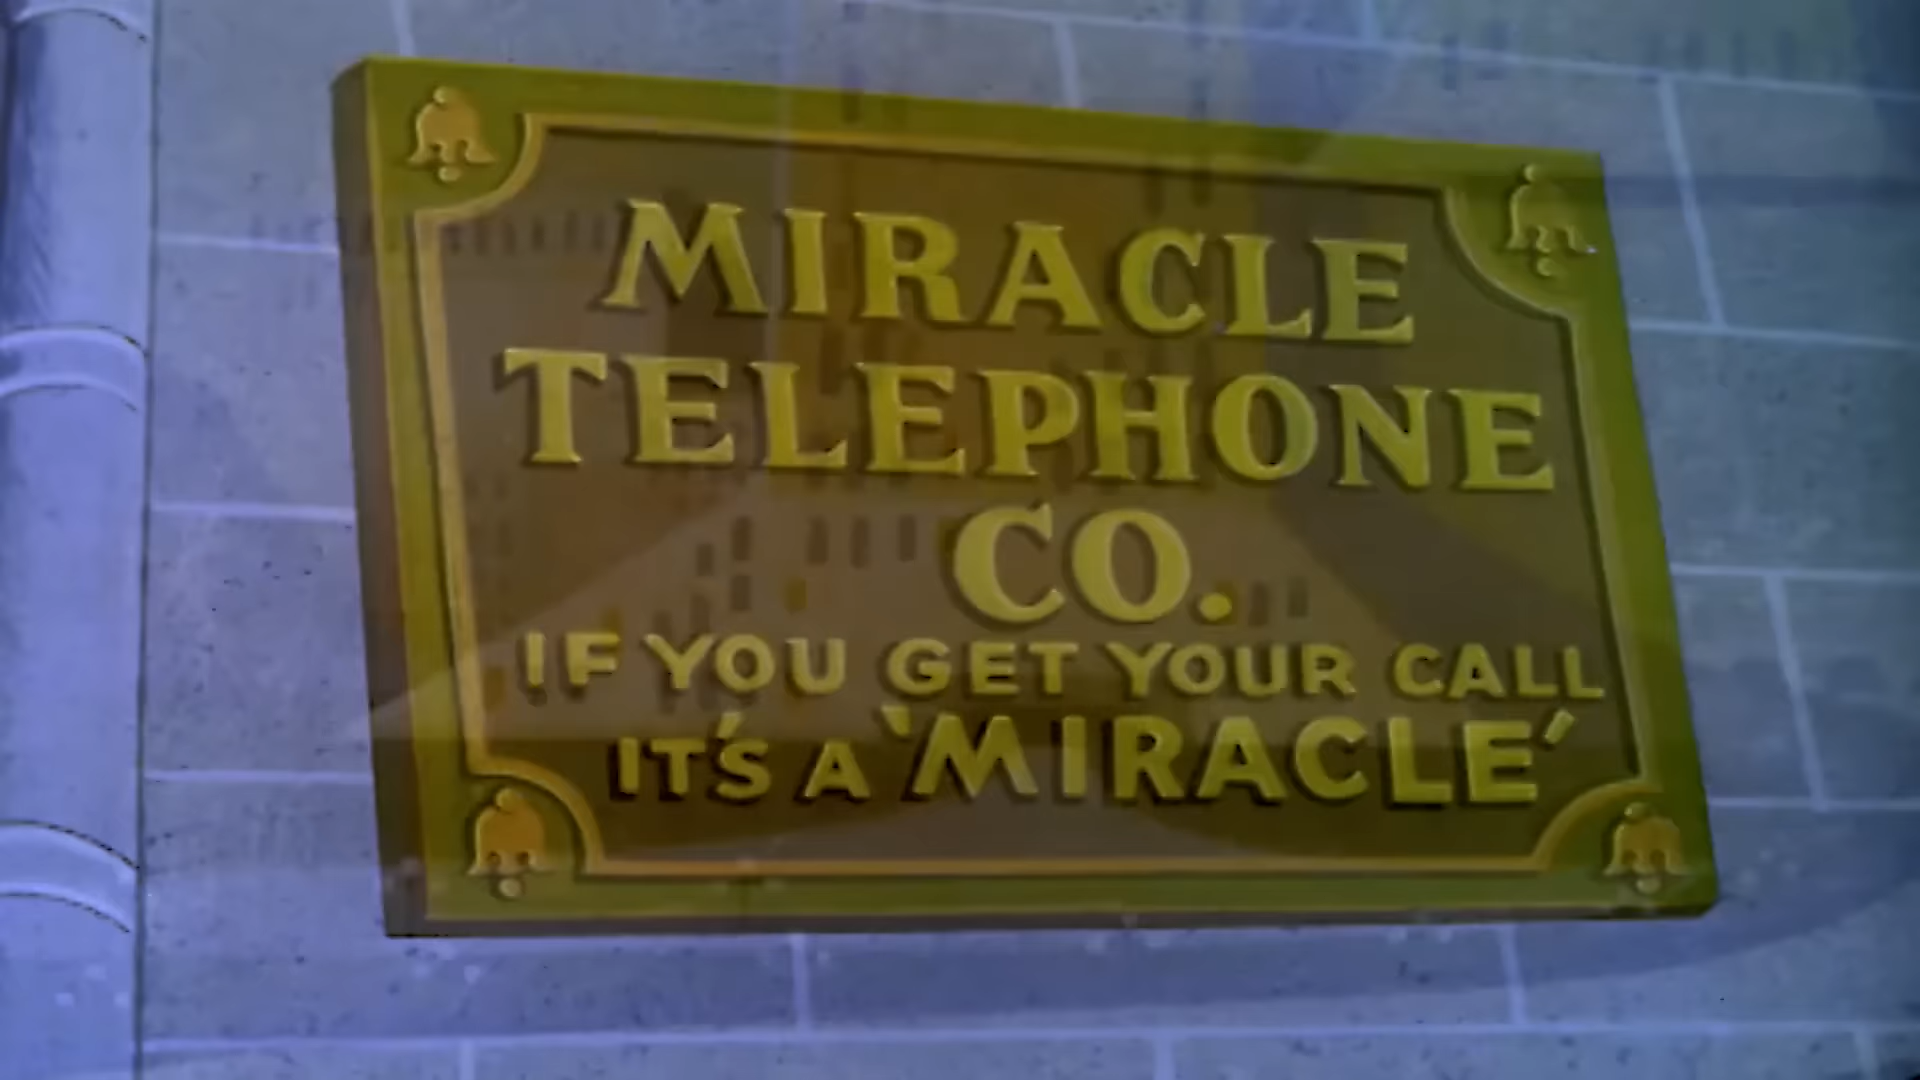 MIRACLE
TELEPHONE
CO.
IF YOU GET YOUR CALL
IT'S A 'MIRACLE'